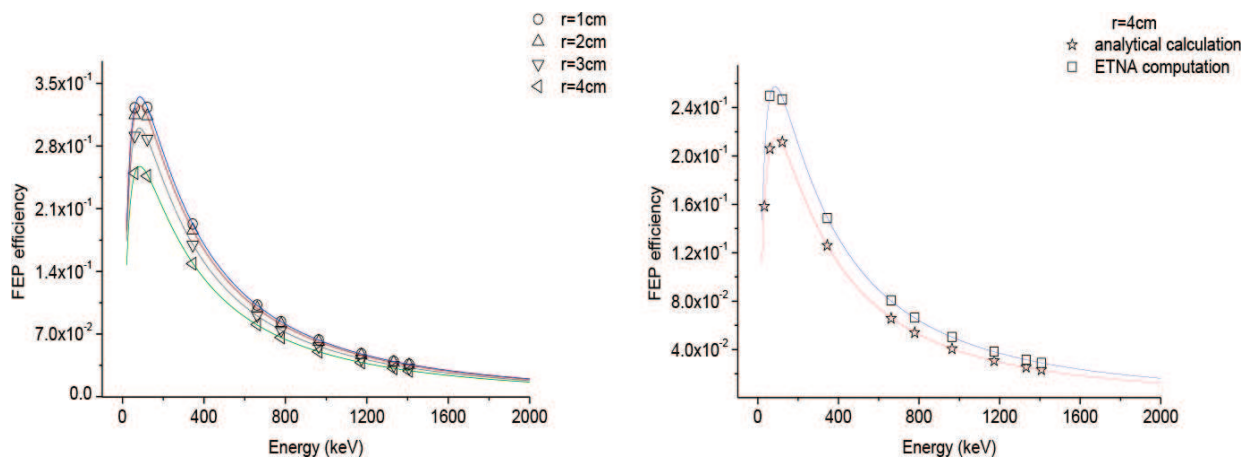 r=1cm
r=2cm
r=3cm
r=4cm
3.5x10⁻¹
2.8x10⁻¹
2.1x10⁻¹
1.4x10⁻¹
7.0x10⁻²
0.0
FEP efficiency
0 400 800 1200 1600 2000
Energy (keV)
r=4cm
analytical calculation
ETNA computation
2.4x10⁻¹
2.0x10⁻¹
1.6x10⁻¹
1.2x10⁻¹
8.0x10⁻²
4.0x10⁻²
FEP efficiency
0 400 800 1200 1600 2000
Energy (keV)